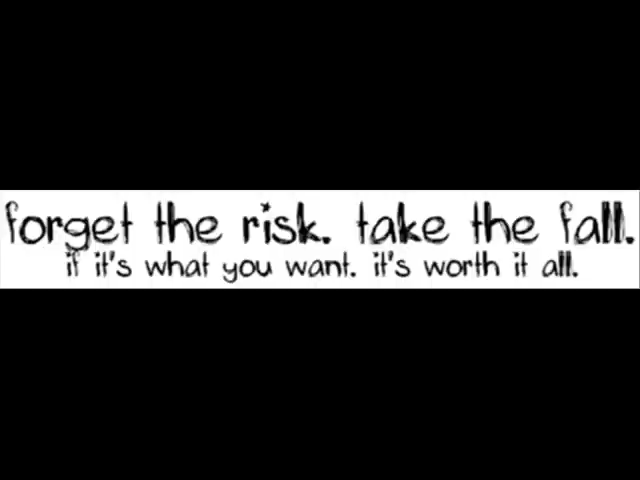 forget the risk. take the fall.
if it's what you want. it's worth it all.